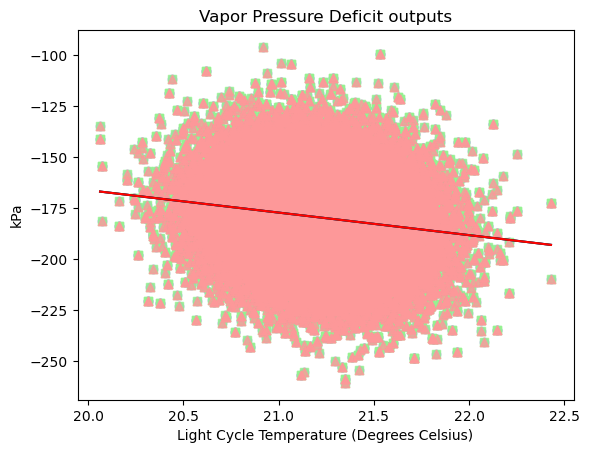 Vapor Pressure Deficit outputs
−100
−125
−150
−175
−200
−225
−250
kPa
20.0 20.5 21.0 21.5 22.0 22.5
Light Cycle Temperature (Degrees Celsius)